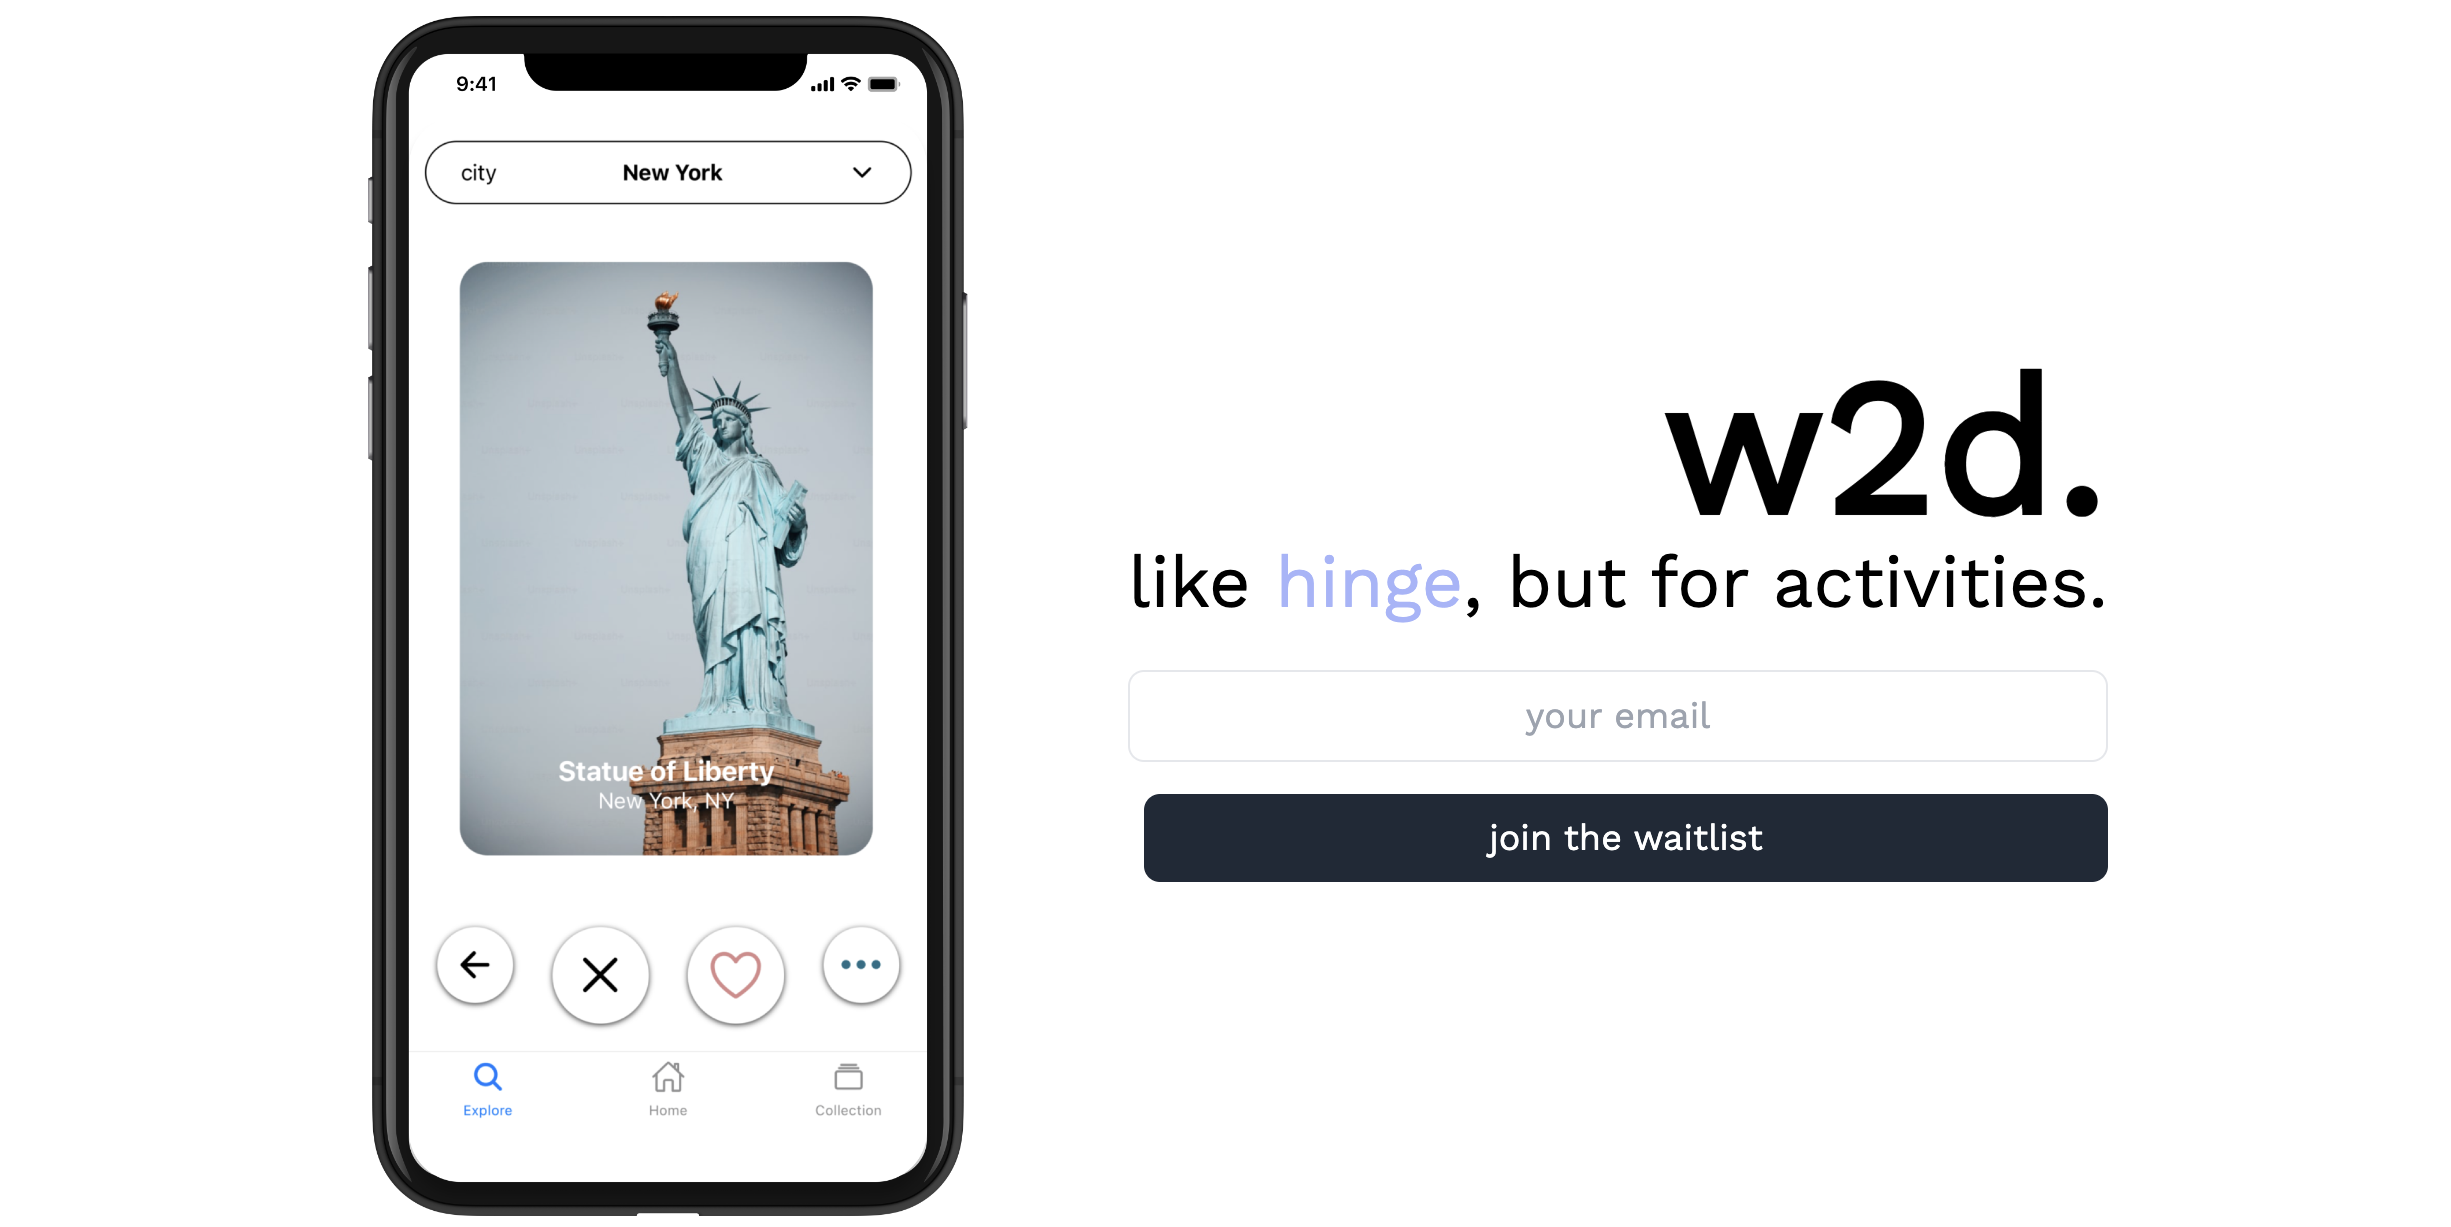 9:41
city New York
Statue of Liberty
New York, NY
Explore Home Collection
w2d.
like hinge, but for activities.
your email
join the waitlist